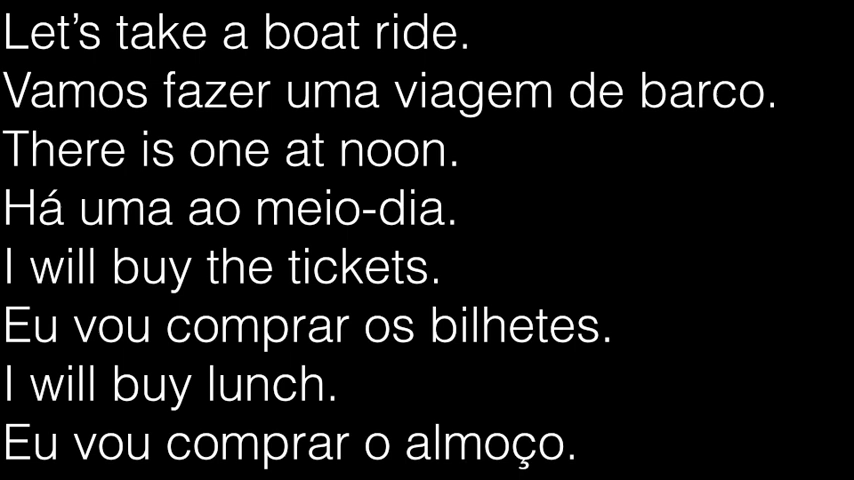 Let’s take a boat ride.
Vamos fazer uma viagem de barco.
There is one at noon.
Há uma ao meio-dia.
I will buy the tickets.
Eu vou comprar os bilhetes.
I will buy lunch.
Eu vou comprar o almoço.